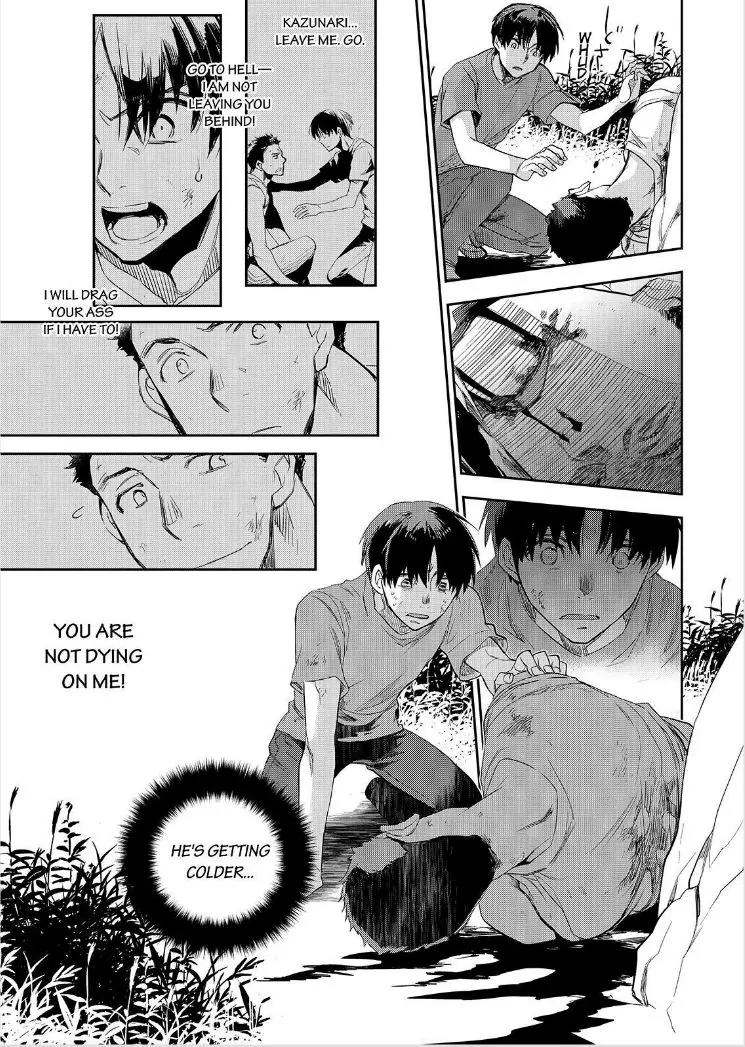 W
H
T
D
KAZUNARI...
LEAVE ME. GO.
GO TO HELL—
I AM NOT
LEAVING YOU
BEHIND!
I WILL DRAG
YOUR ASS
IF I HAVE TO!
YOU ARE
NOT DYING
ON ME!
HE'S GETTING
COLDER...